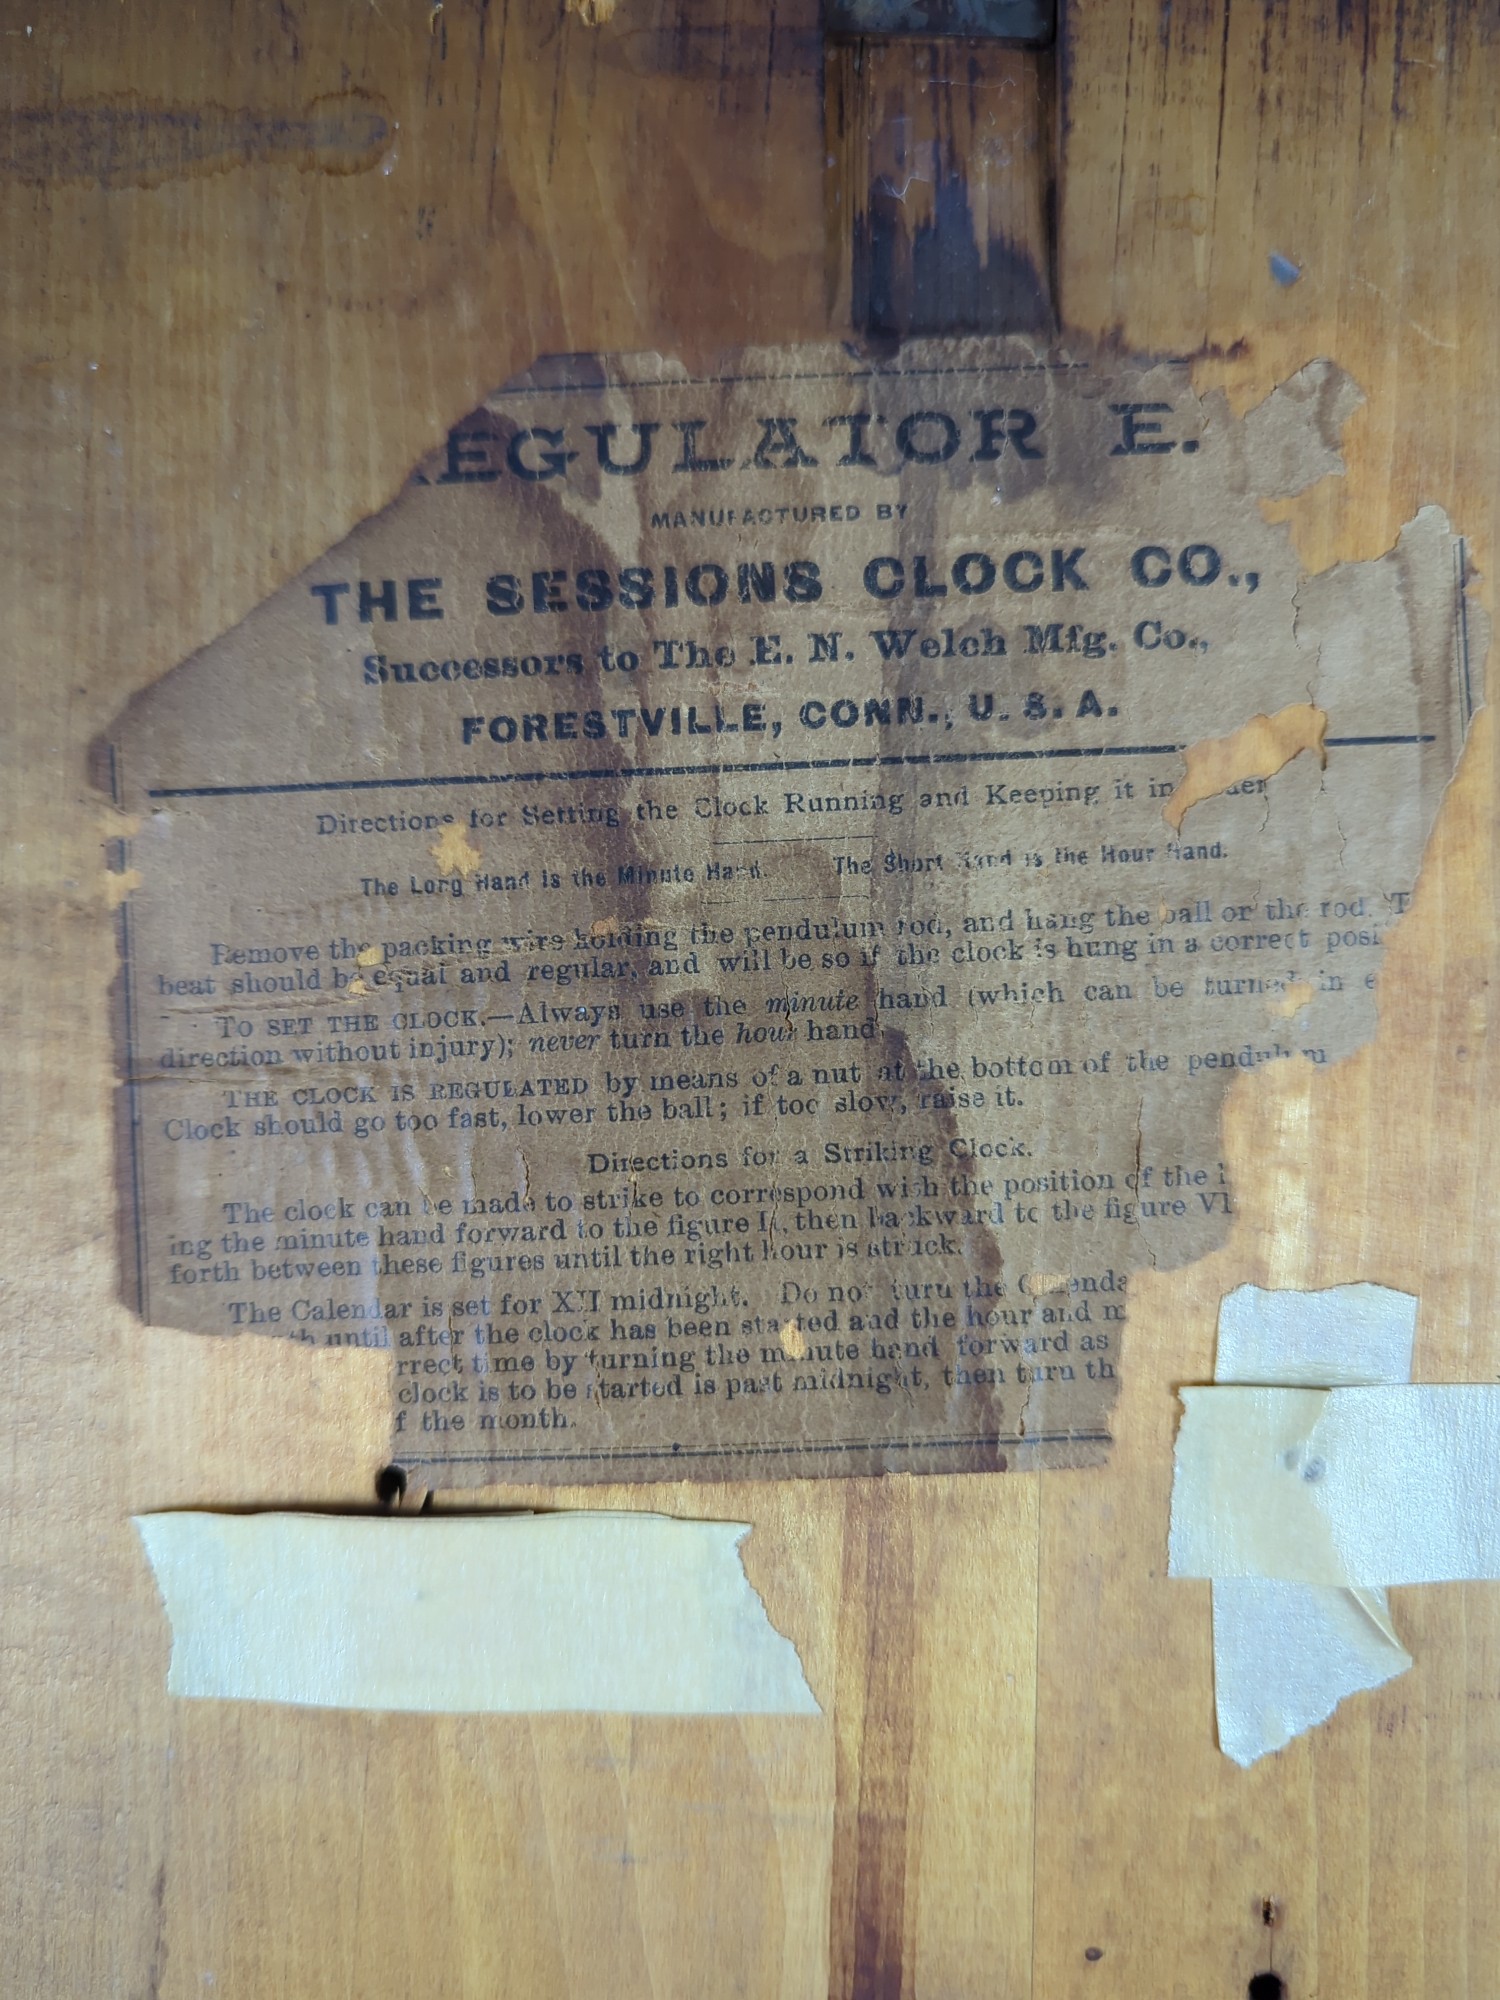 REGULATOR E.
MANUFACTURED BY
THE SESSIONS CLOCK CO.,
Successors to The E. N. Welch Mfg. Co.,
FORESTVILLE, CONN., U. S. A.
Directions for Setting the Clock Running and Keeping it in
The Long Hand is the Minute Hand. The Short Hand is the Hour Hand.
Remove the packing wire holding the pendulum rod, and hang the ball or the rod. T
beat should be equal and regular, and will be so if the clock is hung in a correct posi
TO SET THE CLOCK.—Always use the minute hand (which can be turned in e
direction without injury); never turn the hour hand
THE CLOCK IS REGULATED by means of a nut at the bottom of the pendulum
Clock should go too fast, lower the ball; if too slow, raise it.
Directions for a Striking Clock.
The clock can be made to strike to correspond with the position of the
ing the minute hand forward to the figure then backward to the figure VI
forth between these figures until the right hour is struck.
The Calendar is set for XII midnight. Do not turn the Calenda
until after the clock has been started and the hour and m
rrect time by turning the minute hand forward as
clock is to be started is past midnight, then turn th
f the month.